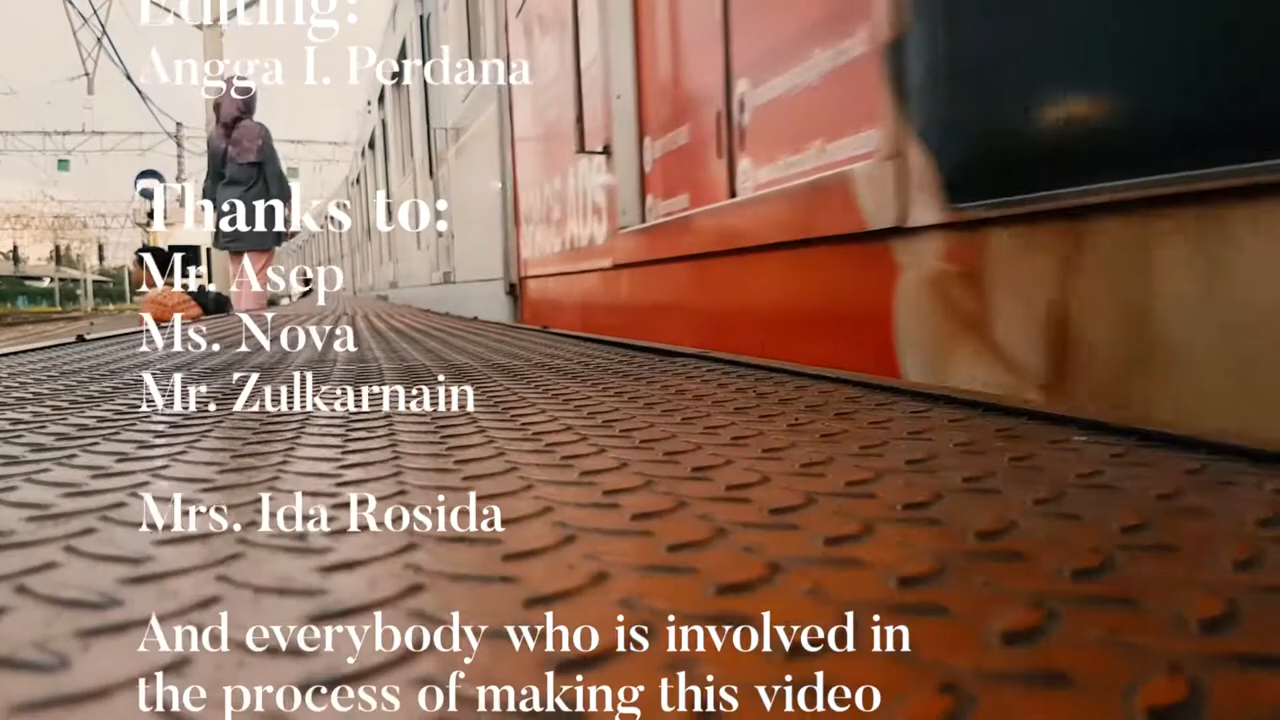 Editing:
Angga I. Perdana
Thanks to:
Mr. Asep
Ms. Nova
Mr. Zulkarnain
Mrs. Ida Rosida
And everybody who is involved in
the process of making this video